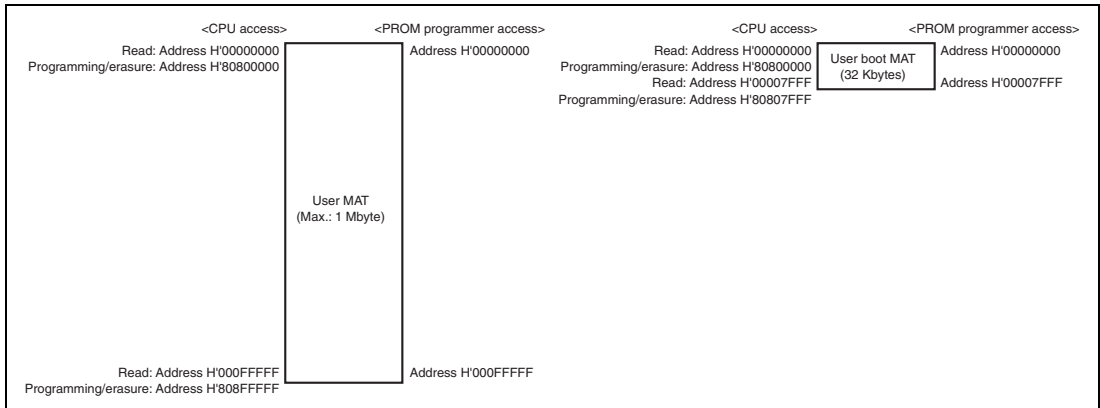 <CPU access>
<PROM programmer access>
Read: Address H'00000000
Programming/erasure: Address H'80800000
Address H'00000000
User MAT
(Max.: 1 Mbyte)
Read: Address H'000FFFFF
Programming/erasure: Address H'808FFFFF
Address H'000FFFFF
<CPU access>
<PROM programmer access>
Read: Address H'00000000
Programming/erasure: Address H'80800000
Read: Address H'00007FFF
Programming/erasure: Address H'80807FFF
User boot MAT
(32 Kbytes)
Address H'00000000
Address H'00007FFF